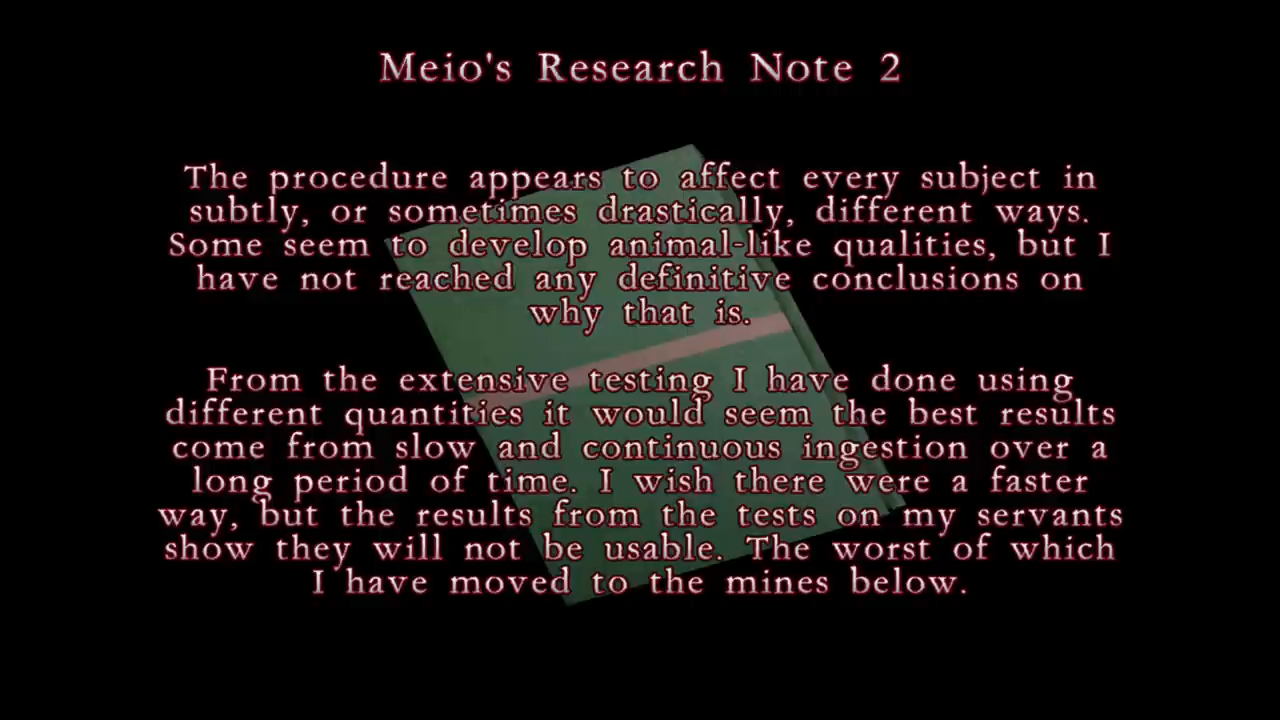 Meio's Research Note 2
The procedure appears to affect every subject in
subtly, or sometimes drastically, different ways.
Some seem to develop animal-like qualities, but I
have not reached any definitive conclusions on
why that is.
From the extensive testing I have done using
different quantities it would seem the best results
come from slow and continuous ingestion over a
long period of time. I wish there were a faster
way, but the results from the tests on my servants
show they will not be usable. The worst of which
I have moved to the mines below.